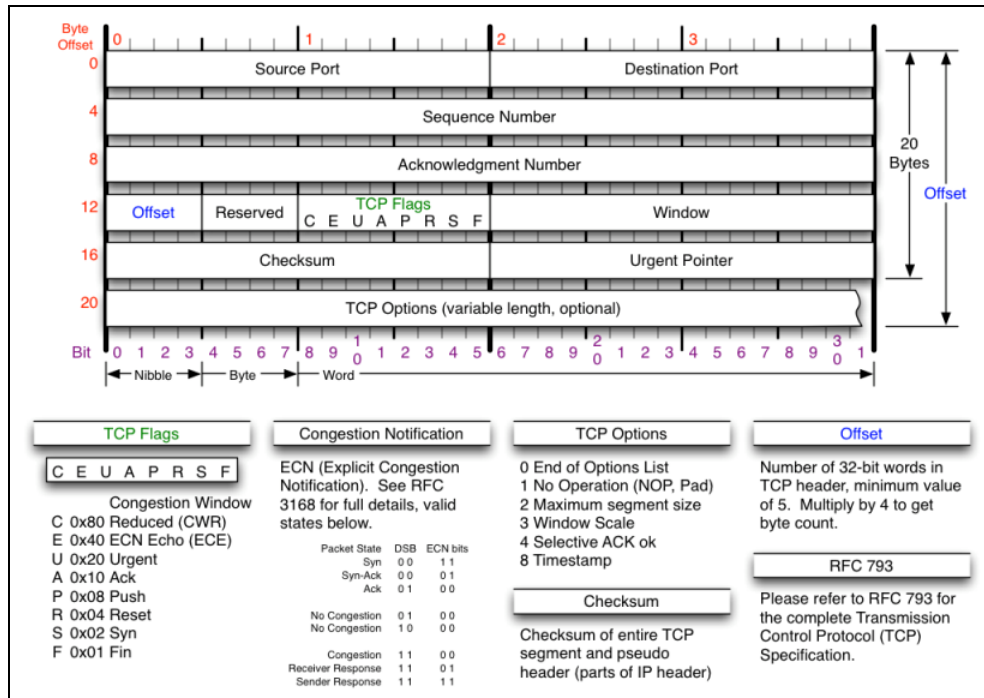 Byte
Offset
0 1 2 3
0 Source Port Destination Port
4 Sequence Number
8 Acknowledgment Number
20
Bytes
Offset
12 Offset Reserved TCP Flags Window
C E U A P R S F
16 Checksum Urgent Pointer
20 TCP Options (variable length, optional)
Bit 0 1 2 3 4 5 6 7 8 9 10 1 2 3 4 5 6 7 8 9 20 1 2 3 4 5 6 7 8 9 30 1
Nibble Byte Word
TCP Flags
C E U A P R S F
Congestion Window
C 0x80 Reduced (CWR)
E 0x40 ECN Echo (ECE)
U 0x20 Urgent
A 0x10 Ack
P 0x08 Push
R 0x04 Reset
S 0x02 Syn
F 0x01 Fin
Congestion Notification
ECN (Explicit Congestion
Notification). See RFC
3168 for full details, valid
states below.
Packet State DSB ECN bits
Syn 0 0 1 1
Syn-Ack 0 0 0 1
Ack 0 1 0 0
No Congestion 0 1 0 0
No Congestion 1 0 0 0
Congestion 1 1 0 0
Receiver Response 1 1 0 1
Sender Response 1 1 1 1
TCP Options
0 End of Options List
1 No Operation (NOP, Pad)
2 Maximum segment size
3 Window Scale
4 Selective ACK ok
8 Timestamp
Checksum
Checksum of entire TCP
segment and pseudo
header (parts of IP header)
Offset
Number of 32-bit words in
TCP header, minimum value
of 5. Multiply by 4 to get
byte count.
RFC 793
Please refer to RFC 793 for
the complete Transmission
Control Protocol (TCP)
Specification.